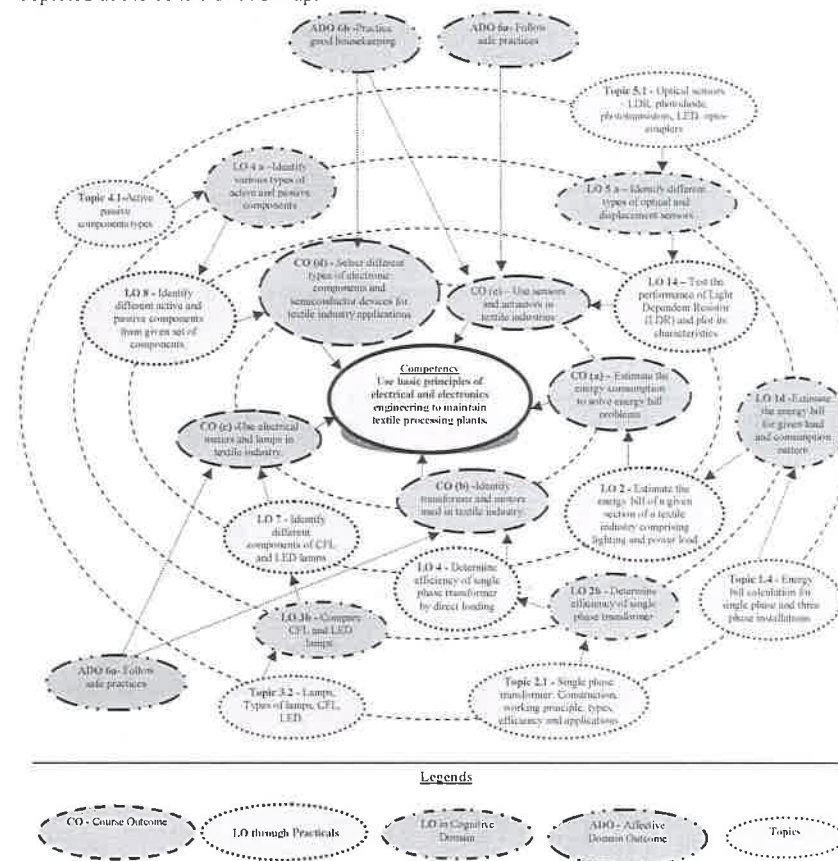 ADO 6b -Practice
good housekeeping
ADO 6a- Follow
safe practices
Topic 5.1 - Optical sensors
- LDR, photodiode,
phototransistors, LED, opto-
couplers
LO 4 a –Identify
various types of
active and passive
components
Topic 4.1-Active
passive
components types
LO 5 a – Identify different
types of optical and
displacement sensors
CO (d) - Select different
types of electronic
components and
semiconductor devices for
textile industry applications
CO (e) – Use sensors
and actuators in
textile industries
LO 14 – Test the
performance of Light
Dependent Resistor
(LDR) and plot its
characteristics
LO 8 - Identify
different active and
passive components
from given set of
components
Competency
Use basic principles of
electrical and electronics
engineering to maintain
textile processing plants.
CO (a) – Estimate the
energy consumption
to solve energy bill
problems
LO 1d -Estimate
the energy bill
for given load
and consumption
pattern
CO (c) -Use electrical
motors and lamps in
textile industry.
CO (b) -Identify
transformer and motors
used in textile industry.
LO 2 - Estimate the
energy bill of a given
section of a textile
industry comprising
lighting and power load
LO 7 - Identify
different
components of CFL
and LED lamps
LO 4 - Determine
efficiency of single
phase transformer
by direct loading
LO 2b - Determine
efficiency of single
phase transformer
Topic 1.4 - Energy
bill calculation for
single phase and three
phase installations
LO 3b - Compare
CFL and LED
lamps
ADO 6a- Follow
safe practices
Topic 3.2 - Lamps,
Types of lamps, CFL,
LED
Topic 2.1 - Single phase
transformer: Construction,
working principle, types,
efficiency and applications
Legends
CO - Course Outcome
LO through Practicals
LO in Cognitive
Domain
ADO - Affective
Domain Outcome
Topics